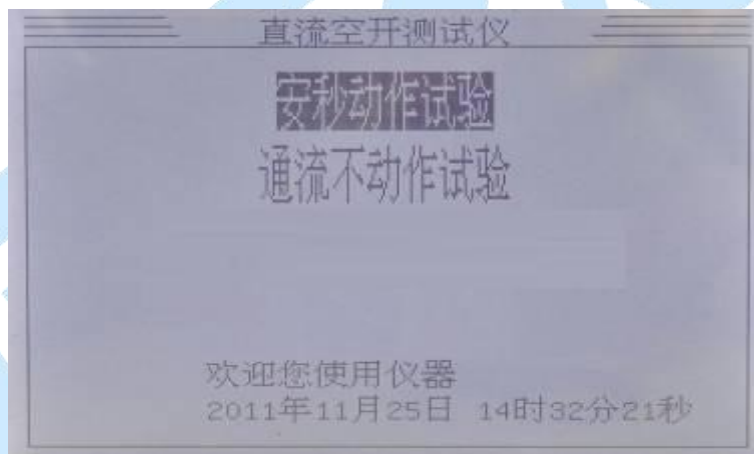 直流空开测试仪
安秒动作试验
通流不动作试验
欢迎您使用仪器
2011年11月25日 14时32分21秒